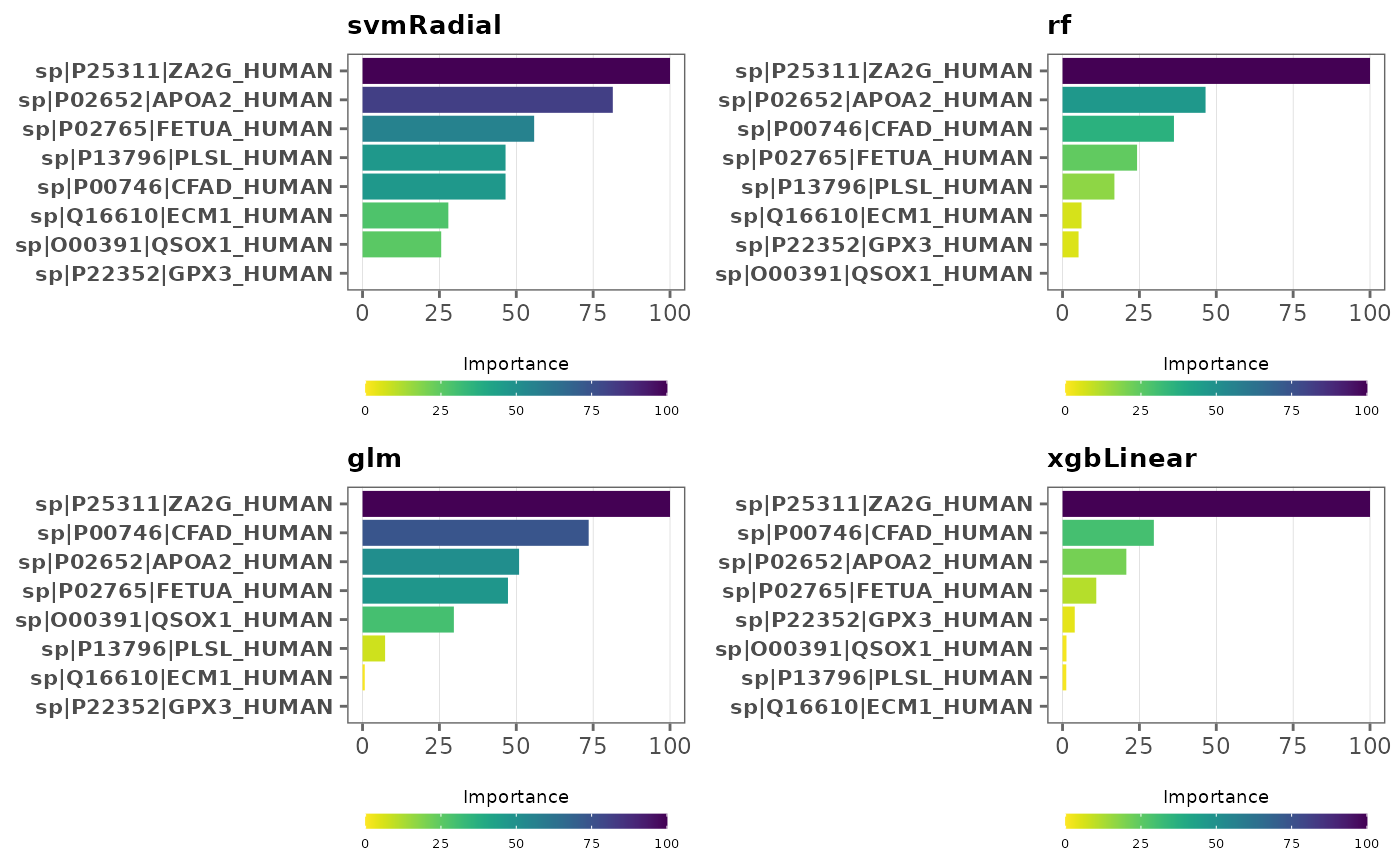 svmRadial
sp|P25311|ZA2G_HUMAN
sp|P02652|APOA2_HUMAN
sp|P02765|FETUA_HUMAN
sp|P13796|PLSL_HUMAN
sp|P00746|CFAD_HUMAN
sp|Q16610|ECM1_HUMAN
sp|O00391|QSOX1_HUMAN
sp|P22352|GPX3_HUMAN
0 25 50 75 100
Importance
0 25 50 75 100
rf
sp|P25311|ZA2G_HUMAN
sp|P02652|APOA2_HUMAN
sp|P00746|CFAD_HUMAN
sp|P02765|FETUA_HUMAN
sp|P13796|PLSL_HUMAN
sp|Q16610|ECM1_HUMAN
sp|P22352|GPX3_HUMAN
sp|O00391|QSOX1_HUMAN
0 25 50 75 100
Importance
0 25 50 75 100
glm
sp|P25311|ZA2G_HUMAN
sp|P00746|CFAD_HUMAN
sp|P02652|APOA2_HUMAN
sp|P02765|FETUA_HUMAN
sp|O00391|QSOX1_HUMAN
sp|P13796|PLSL_HUMAN
sp|Q16610|ECM1_HUMAN
sp|P22352|GPX3_HUMAN
0 25 50 75 100
Importance
0 25 50 75 100
xgbLinear
sp|P25311|ZA2G_HUMAN
sp|P00746|CFAD_HUMAN
sp|P02652|APOA2_HUMAN
sp|P02765|FETUA_HUMAN
sp|P22352|GPX3_HUMAN
sp|O00391|QSOX1_HUMAN
sp|P13796|PLSL_HUMAN
sp|Q16610|ECM1_HUMAN
0 25 50 75 100
Importance
0 25 50 75 100